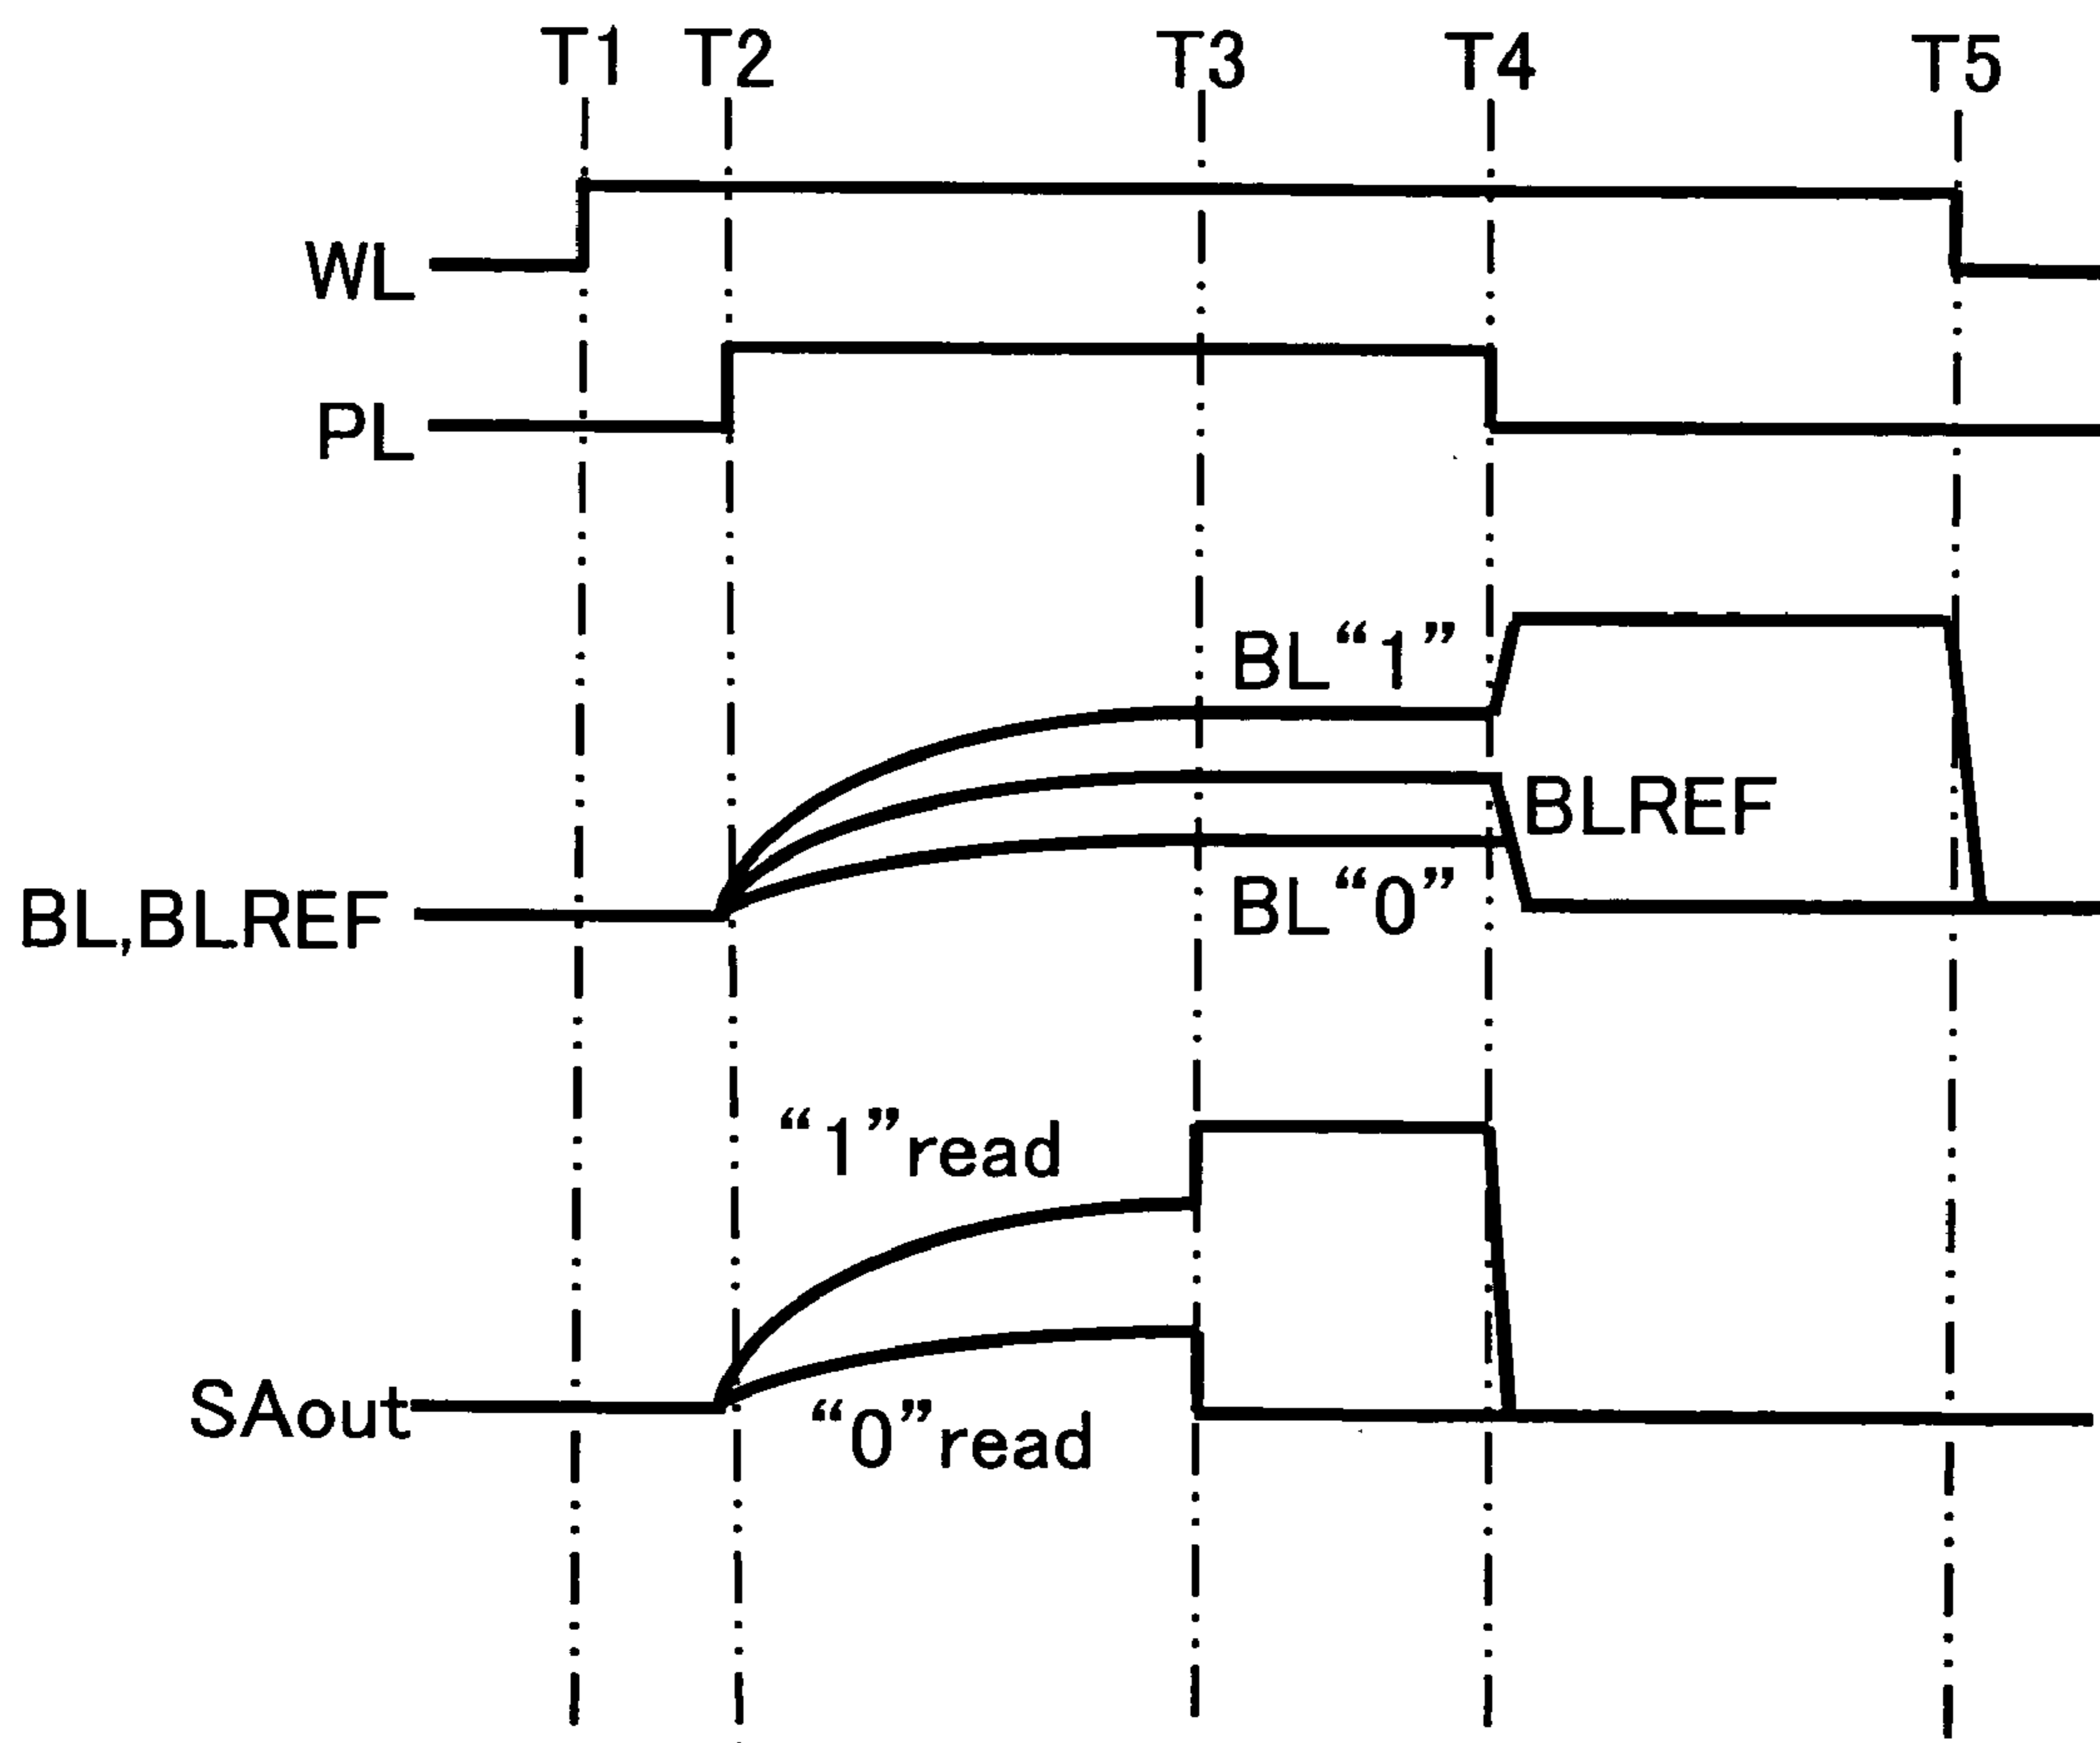 T1 T2 T3 T4 T5
WL
PL
BL“1”
BLREF
BL,BLREF
BL“0”
“1”read
SAout
“0”read